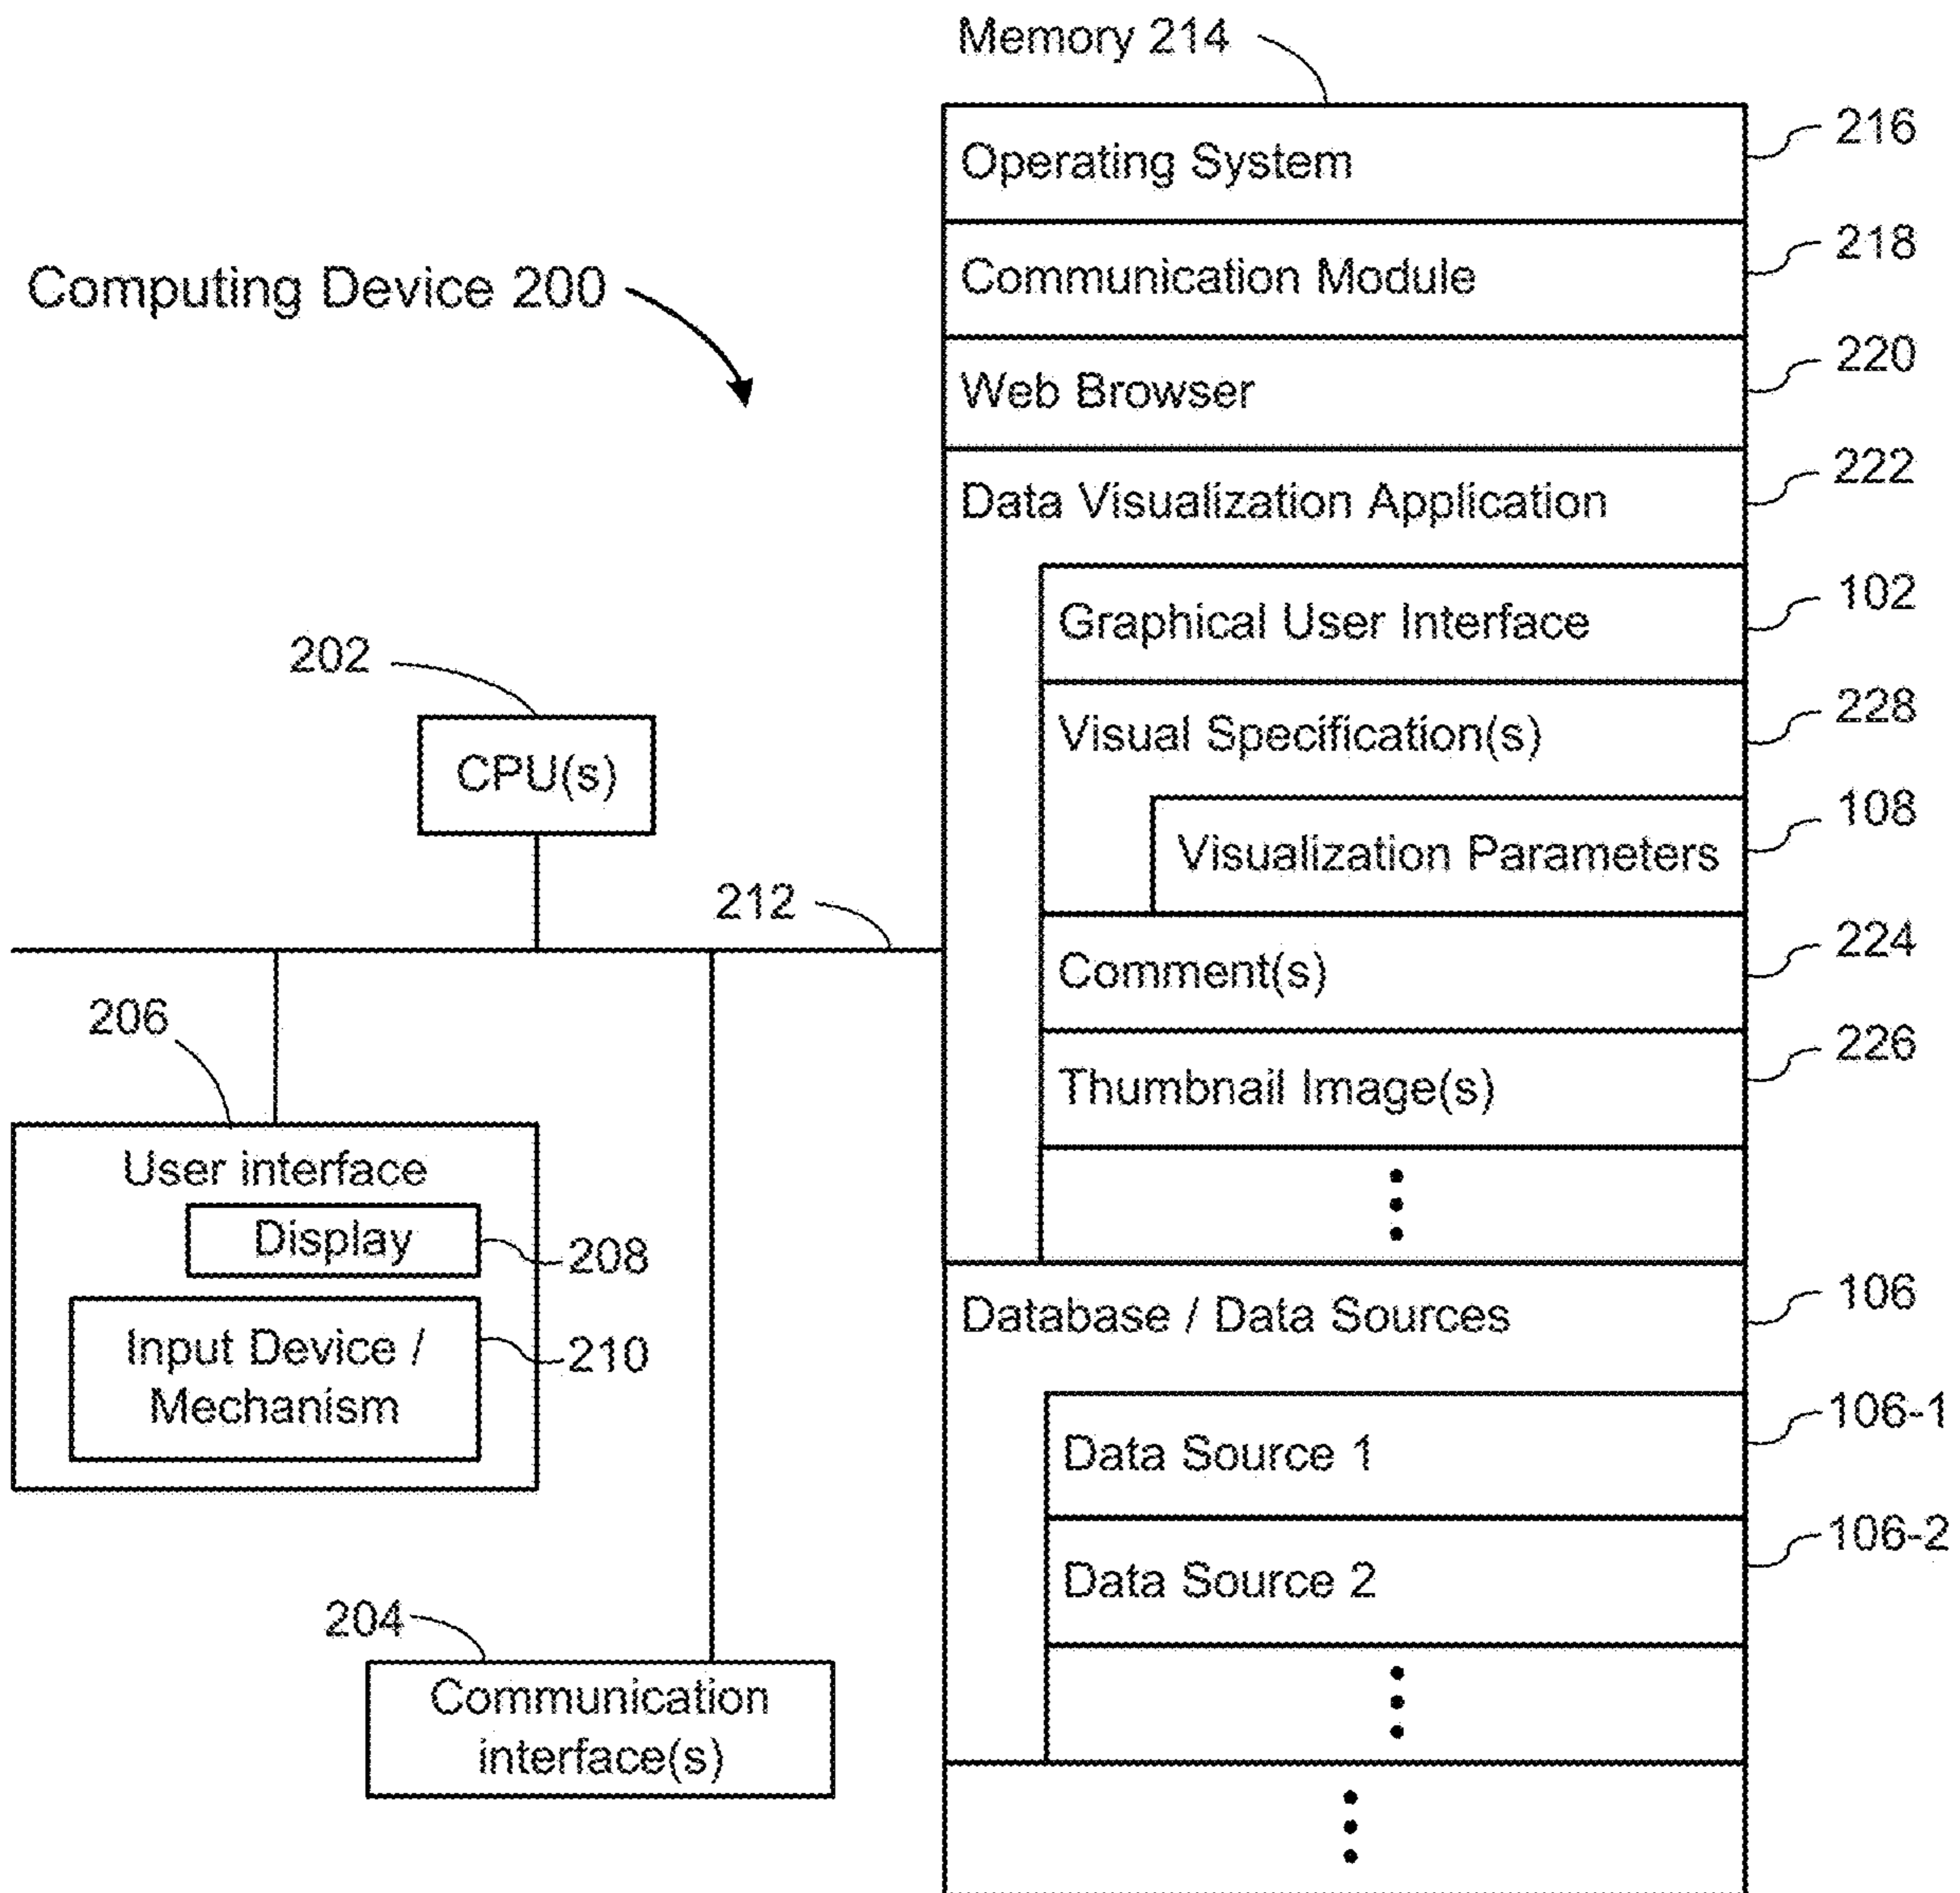 Memory 214
Operating System
216
Communication Module
218
Computing Device 200
Web Browser
220
Data Visualization Application
222
Graphical User Interface
102
202
Visual Specification(s)
228
CPU(s)
Visualization Parameters
108
212
Comment(s)
224
206
Thumbnail Image(s)
226
User interface
Display
208
Input Device /
Mechanism
210
Database / Data Sources
106
Data Source 1
106-1
Data Source 2
106-2
204
Communication
interface(s)